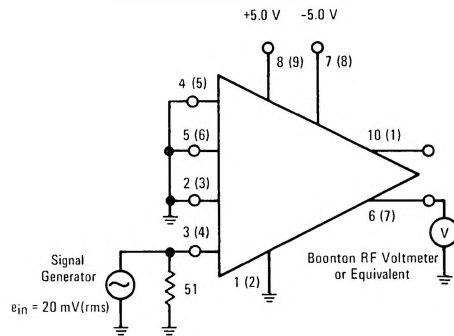 +5.0 V
-5.0 V
8 (9)
7 (8)
4 (5)
5 (6)
10 (1)
2 (3)
6 (7)
3 (4)
V
Signal
Generator
51
1 (2)
Boonton RF Voltmeter
or Equivalent
ein = 20 mV(rms)